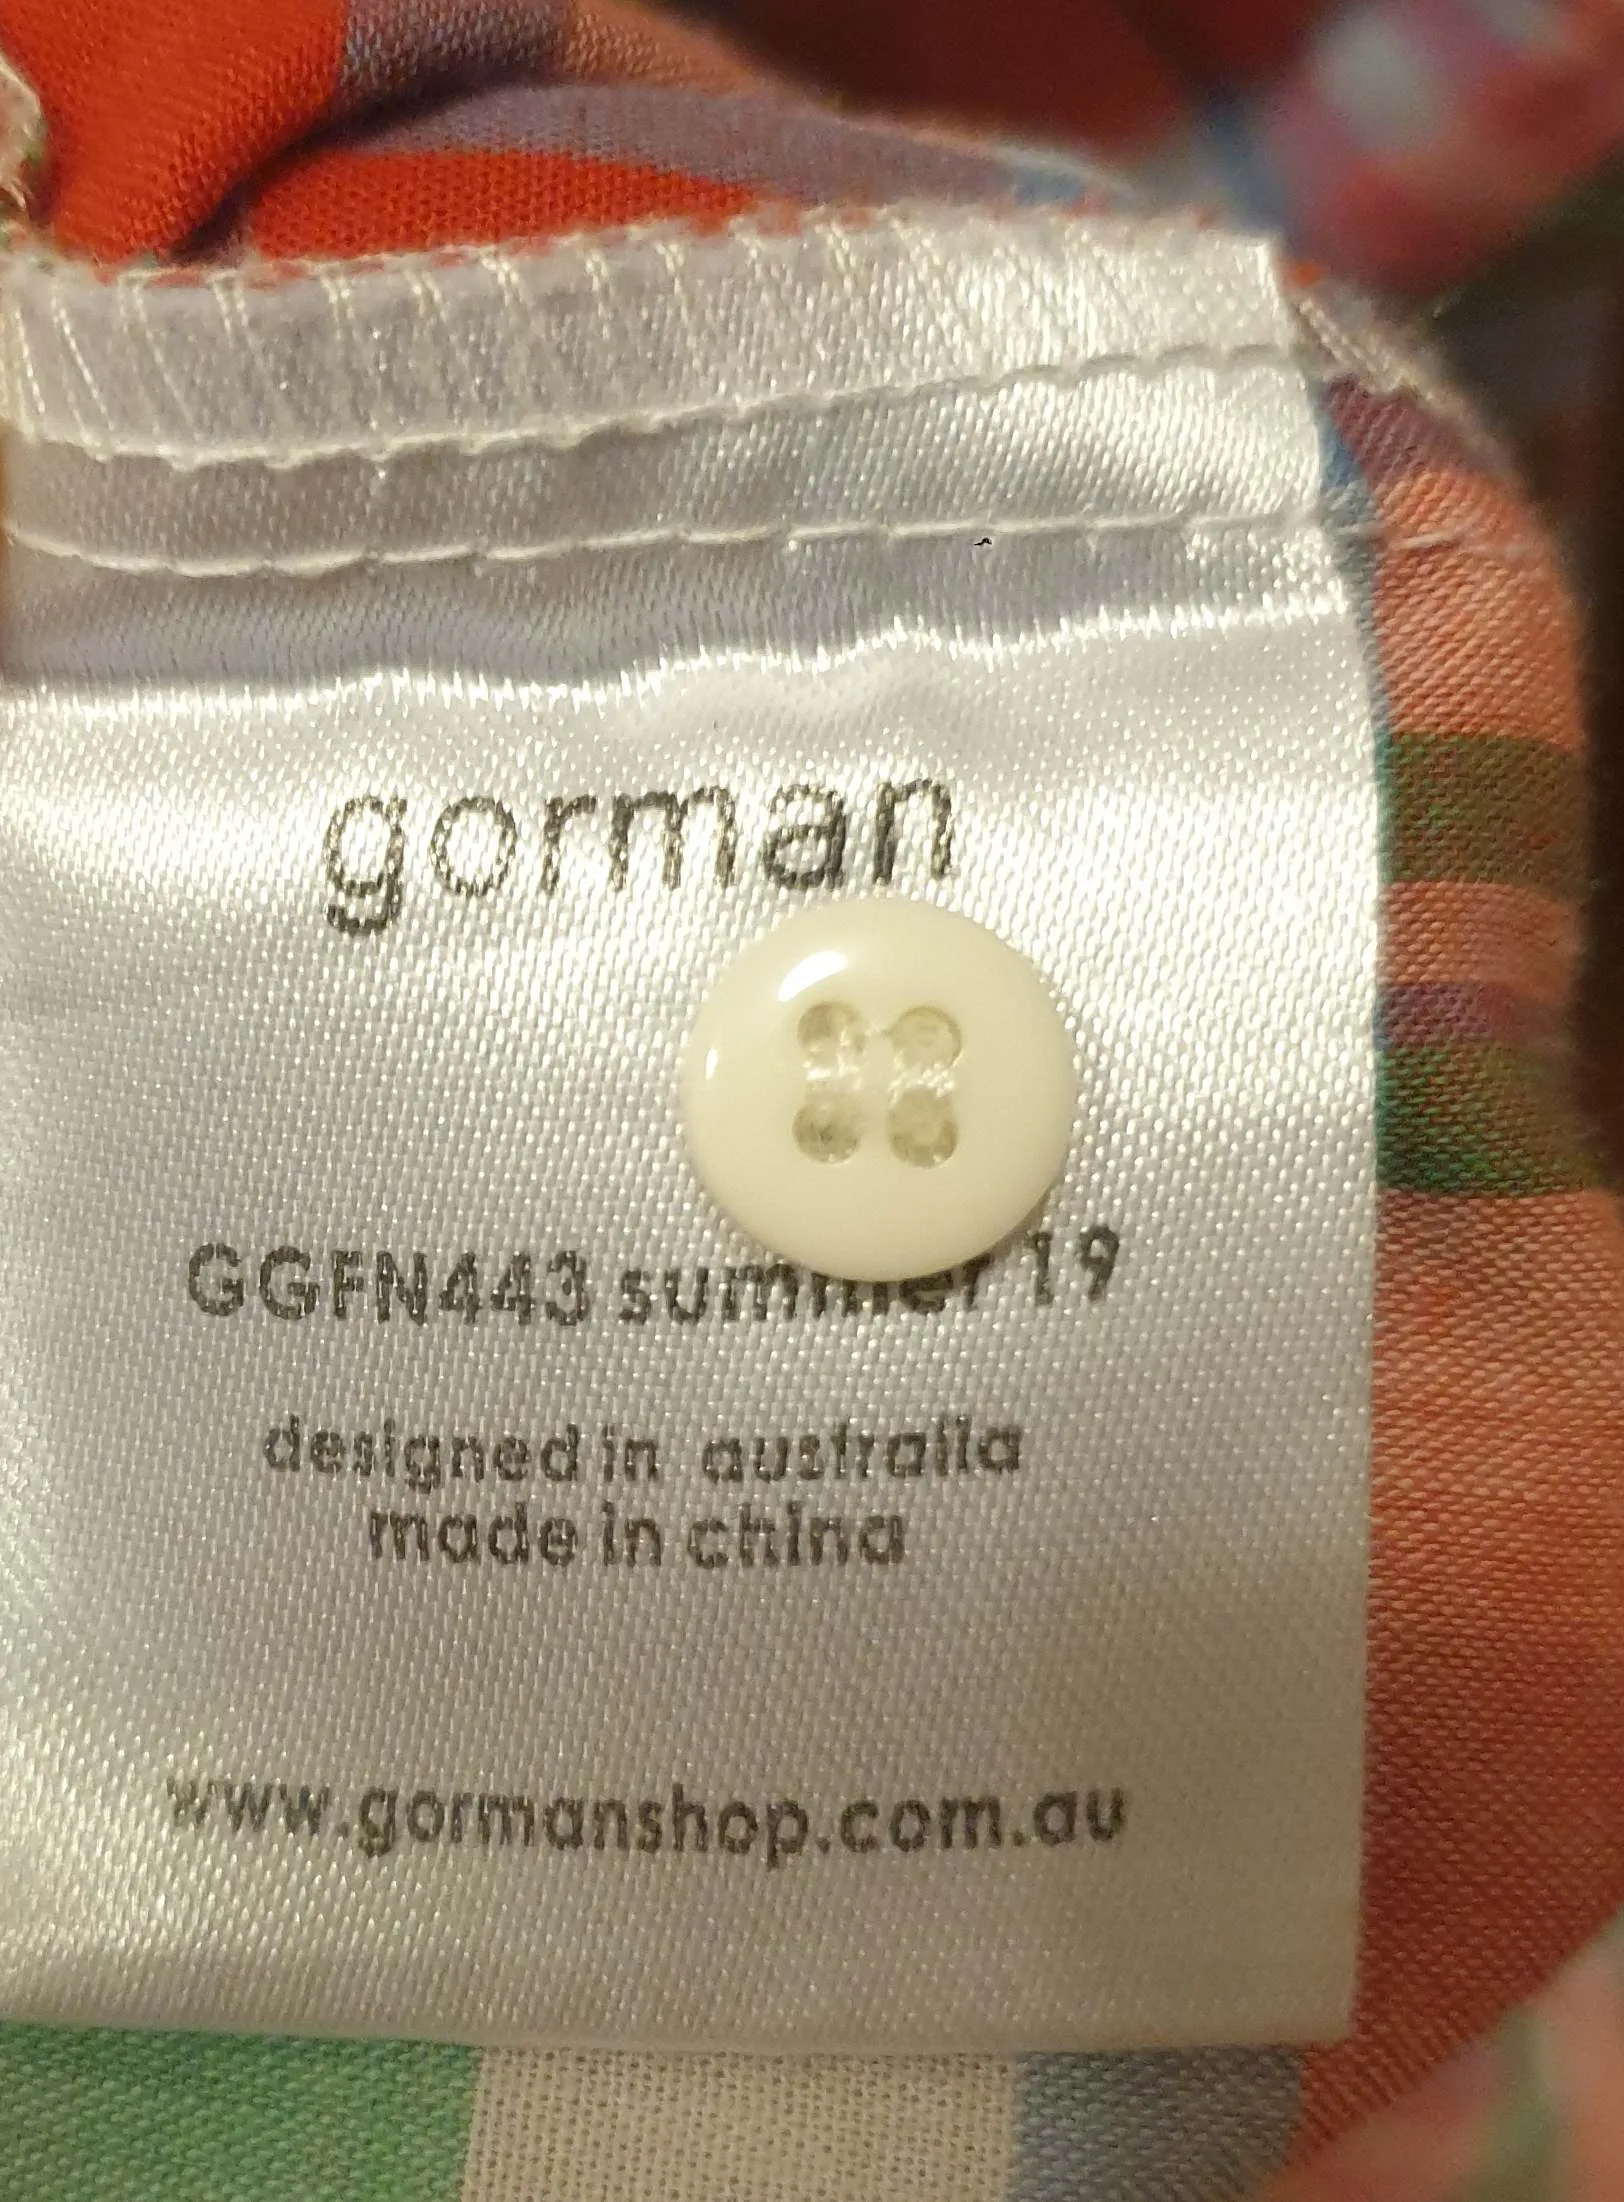 gorman
GGFN443 summer 19
designed in australia
made in china
www.gormanshop.com.au